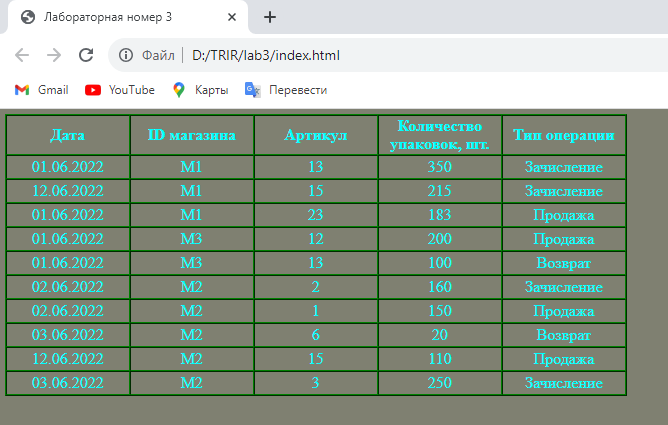 Лабораторная номер 3
Файл | D:/TRIR/lab3/index.html
Gmail YouTube Карты Перевести
Дата ID магазина Артикул Количество упаковок, шт. Тип операции
01.06.2022 M1 13 350 Зачисление
12.06.2022 M1 15 215 Зачисление
01.06.2022 M1 23 183 Продажа
01.06.2022 M3 12 200 Продажа
01.06.2022 M3 13 100 Возврат
02.06.2022 M2 2 160 Зачисление
02.06.2022 M2 1 150 Продажа
03.06.2022 M2 6 20 Возврат
12.06.2022 M2 15 110 Продажа
03.06.2022 M2 3 250 Зачисление